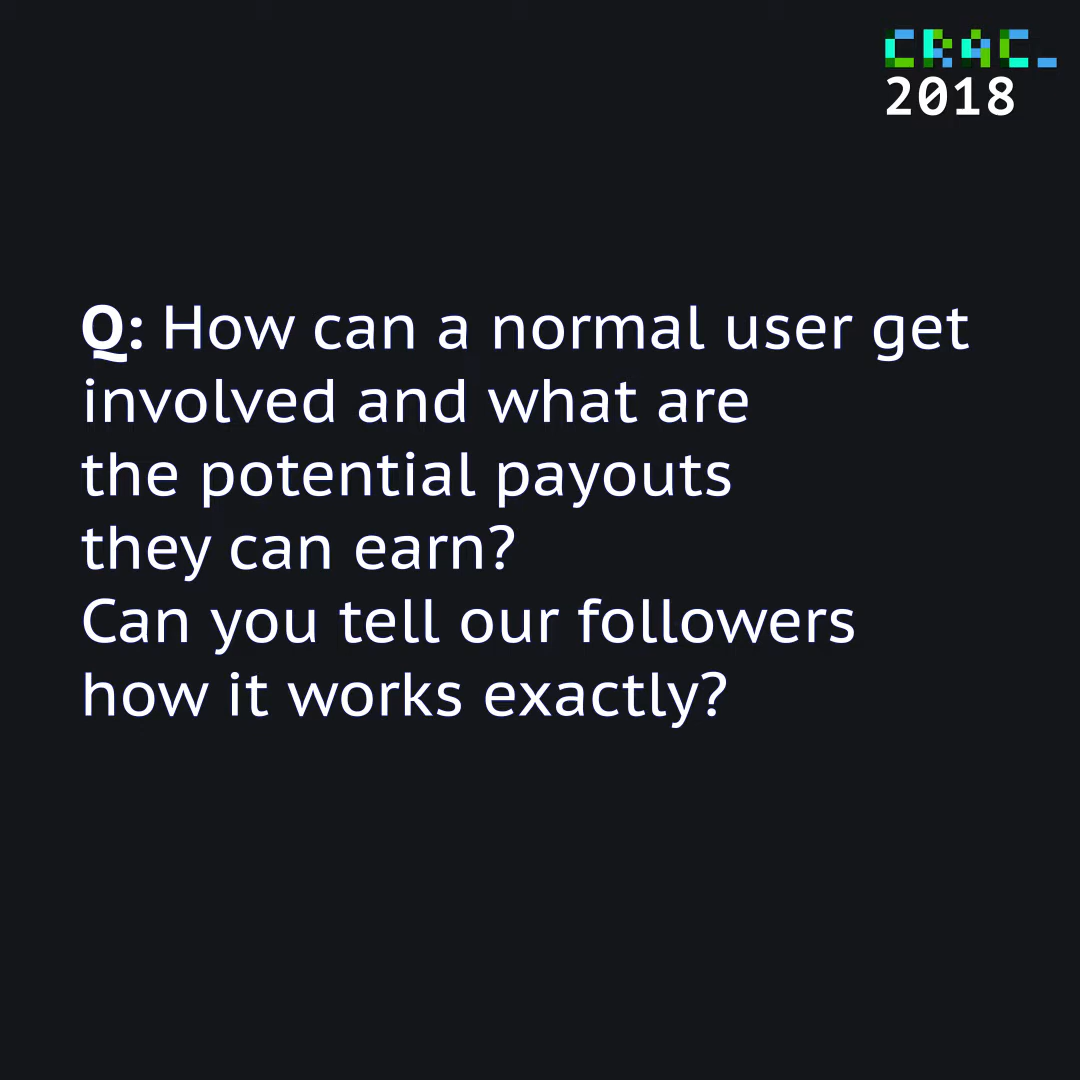 CRAC_
2018
Q: How can a normal user get
involved and what are
the potential payouts
they can earn?
Can you tell our followers
how it works exactly?